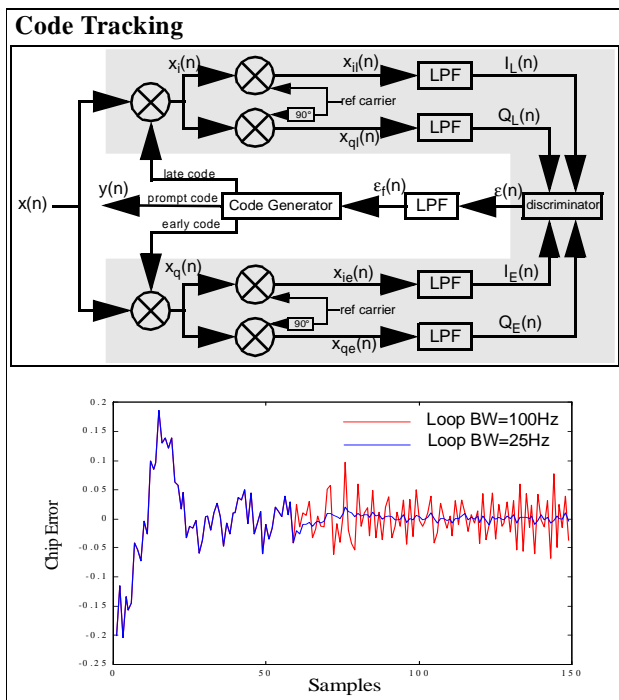 Code Tracking
x_i(n) x_il(n) LPF I_L(n)
ref carrier
90°
x_ql(n) LPF Q_L(n)
late code
x(n) y(n) prompt code Code Generator ε_f(n) LPF ε(n) discriminator
early code
x_q(n) x_ie(n) LPF I_E(n)
ref carrier
90°
x_qe(n) LPF Q_E(n)
0.2
0.15
0.1
0.05
0
-0.05
-0.1
-0.15
-0.2
-0.25
Chip Error
Loop BW=100Hz
Loop BW=25Hz
0 50 100 150
Samples